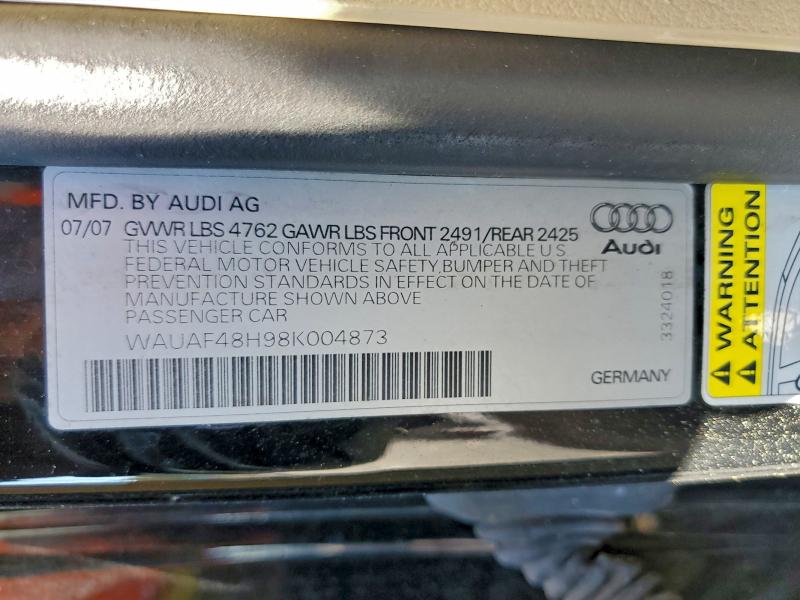 MFD. BY AUDI AG
07/07 GVWR LBS 4762 GAWR LBS FRONT 2491/REAR 2425
THIS VEHICLE CONFORMS TO ALL APPLICABLE U.S.
FEDERAL MOTOR VEHICLE SAFETY, BUMPER AND THEFT
PREVENTION STANDARDS IN EFFECT ON THE DATE OF
MANUFACTURE SHOWN ABOVE
PASSENGER CAR
WAUAF48H98K004873
Audi
3324018
GERMANY
WARNING
ATTENTION